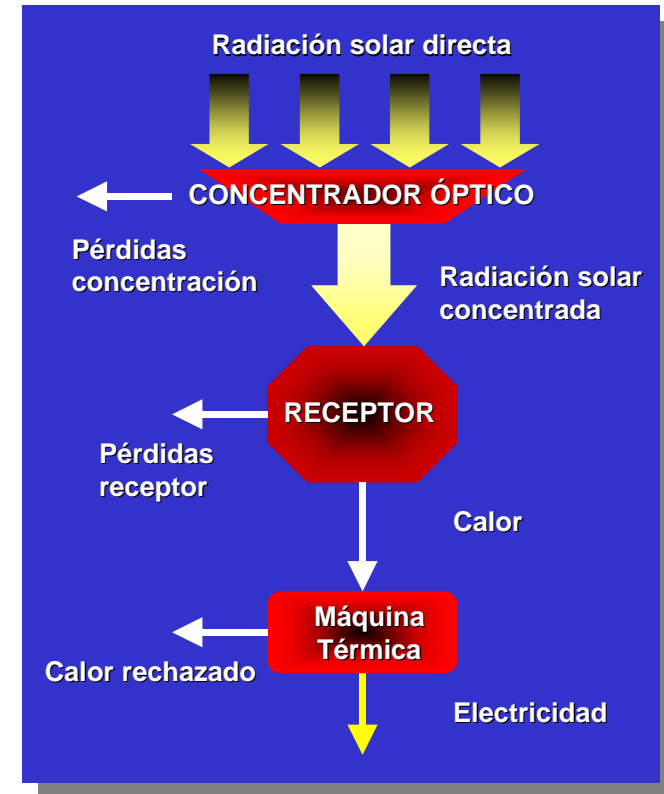 Radiación solar directa
CONCENTRADOR ÓPTICO
Pérdidas
concentración
Radiación solar
concentrada
RECEPTOR
Pérdidas
receptor
Calor
Máquina
Térmica
Calor rechazado
Electricidad